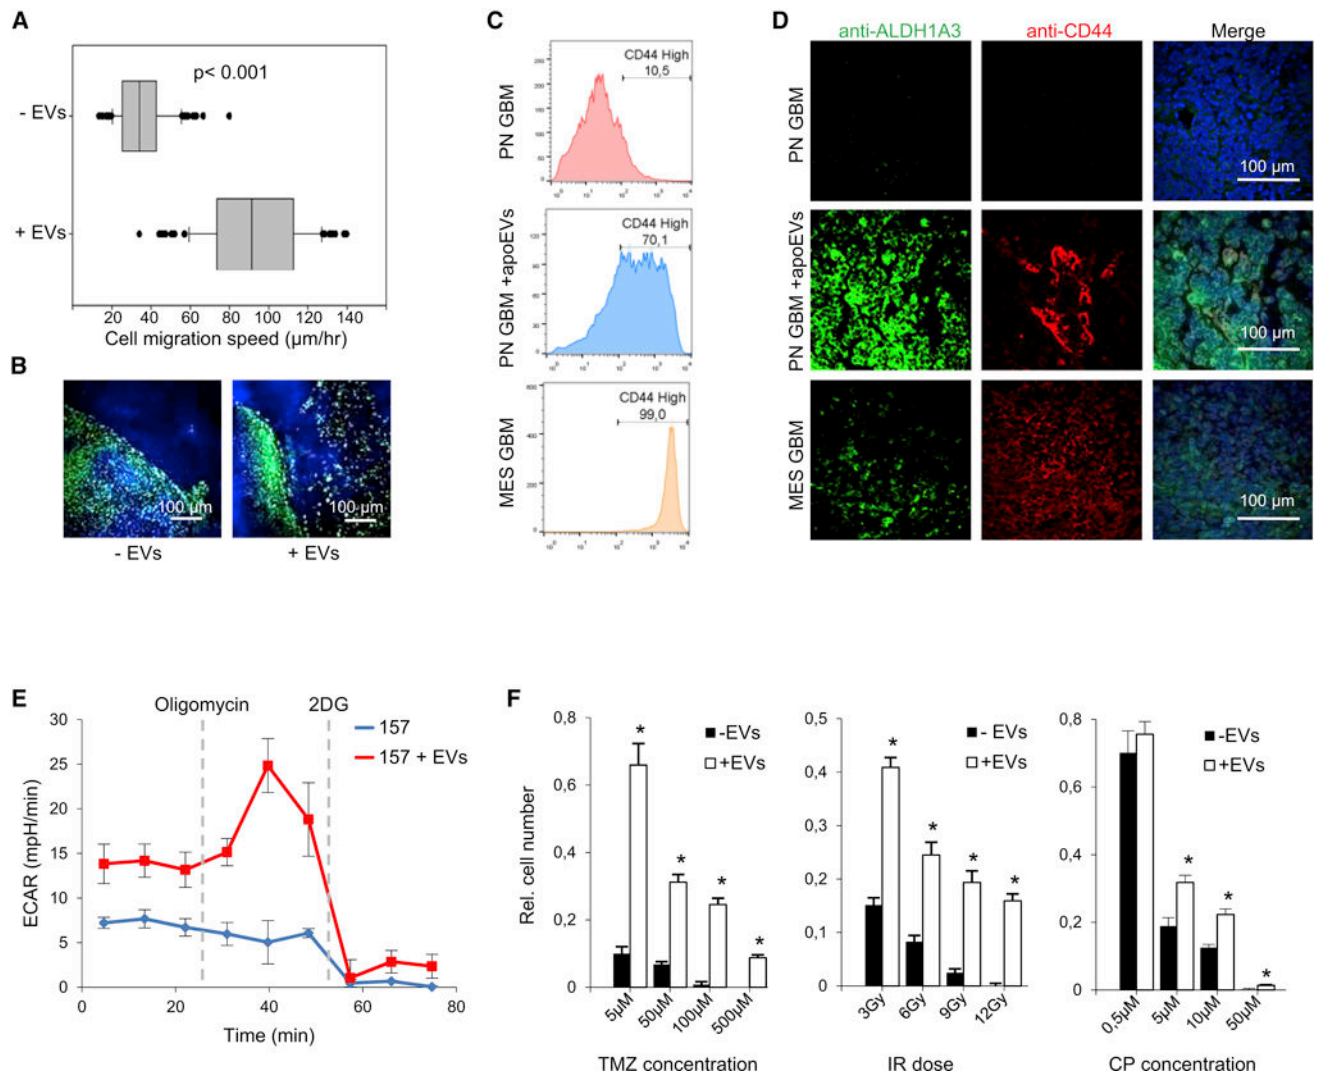 A
p< 0.001
- EVs
+ EVs
20 40 60 80 100 120 140
Cell migration speed (µm/hr)
B
100 µm
100 µm
- EVs
+ EVs
C
PN GBM
CD44 High
10,5
PN GBM +apoEVs
CD44 High
70,1
MES GBM
CD44 High
99,0
D
anti-ALDH1A3
anti-CD44
Merge
PN GBM
100 µm
PN GBM +apoEVs
100 µm
MES GBM
100 µm
E
Oligomycin
2DG
157
157 + EVs
ECAR (mpH/min)
30
25
20
15
10
5
0
0 20 40 60 80
Time (min)
F
Rel. cell number
0,8
0,6
0,4
0,2
0
-EVs
+EVs
* * * *
5µM 50µM 100µM 500µM
TMZ concentration
0,5
0,4
0,3
0,2
0,1
0
- EVs
+EVs
* * * *
3Gy 6Gy 9Gy 12Gy
IR dose
0,8
0,6
0,4
0,2
0
-EVs
+EVs
* * *
0,5µM 5µM 10µM 50µM
CP concentration